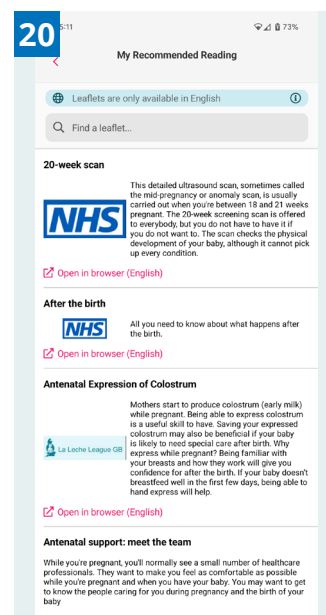 20
5:11
73%
My Recommended Reading
Leaflets are only available in English
Find a leaflet...
20-week scan
NHS
This detailed ultrasound scan, sometimes called
the mid-pregnancy or anomaly scan, is usually
carried out when you're between 18 and 21 weeks
pregnant. The 20-week screening scan is offered
to everybody, but you do not have to have it if
you do not want to. The scan checks the physical
development of your baby, although it cannot pick
up every condition.
Open in browser (English)
After the birth
NHS
All you need to know about what happens after
the birth.
Open in browser (English)
Antenatal Expression of Colostrum
La Leche League GB
Mothers start to produce colostrum (early milk)
while pregnant. Being able to express colostrum
is a useful skill to have. Saving your expressed
colostrum may also be beneficial if your baby
is likely to need special care after birth. Why
express while pregnant? Being familiar with
your breasts and how they work will give you
confidence for after the birth. If your baby doesn't
breastfeed well in the first few days, being able to
hand express will help.
Open in browser (English)
Antenatal support: meet the team
While you're pregnant, you'll normally see a small number of healthcare
professionals. They want to make you feel as comfortable as possible
while you're pregnant and when you have your baby. You may want to get
to know the people caring for you during pregnancy and the birth of your
baby